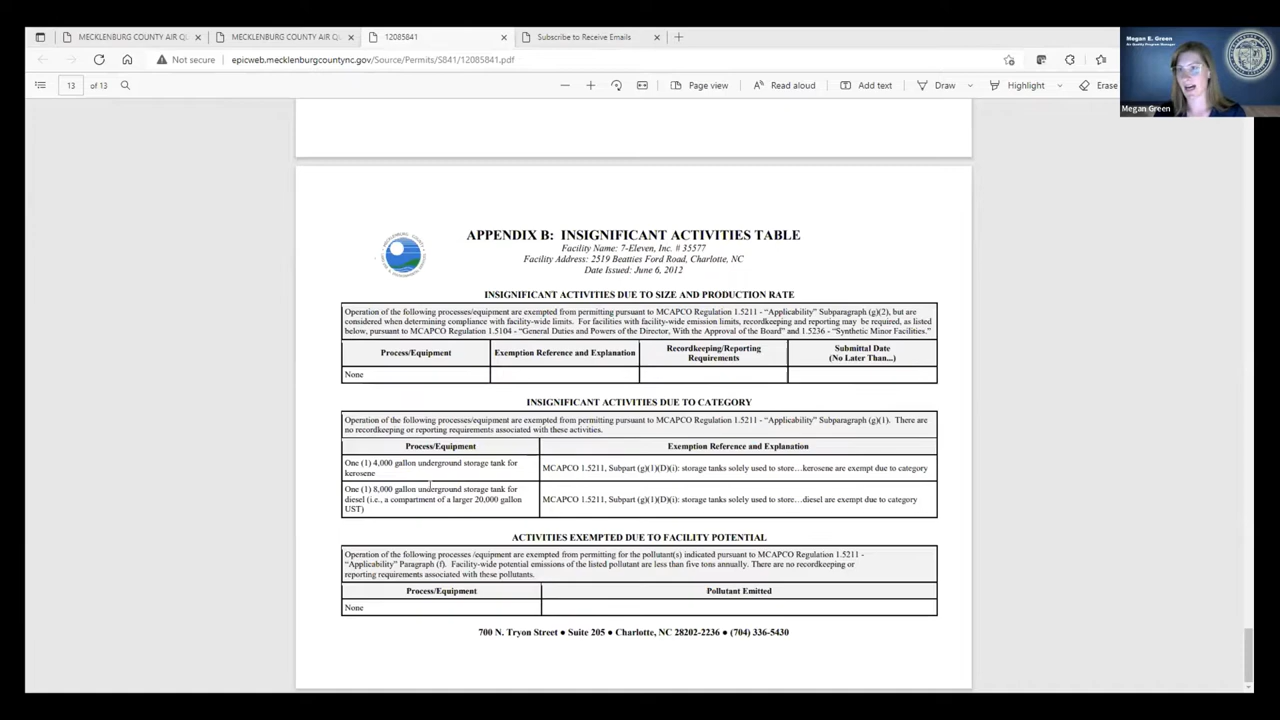 MECKLENBURG COUNTY AIR Q
MECKLENBURG COUNTY AIR Q
12085841
Subscribe to Receive Emails
Not secure
epicweb.mecklenburgcountync.gov/Source/Permits/S841/12085841.pdf
13
of 13
Page view
Read aloud
Add text
Draw
Highlight
Erase
Megan E. Green
Air Quality Program Manager
Megan Green
APPENDIX B: INSIGNIFICANT ACTIVITIES TABLE
Facility Name: 7-Eleven, Inc. # 35577
Facility Address: 2519 Beatties Ford Road, Charlotte, NC
Date Issued: June 6, 2012
INSIGNIFICANT ACTIVITIES DUE TO SIZE AND PRODUCTION RATE
Operation of the following processes/equipment are exempted from permitting pursuant to MCAPCO Regulation 1.5211 - “Applicability” Subparagraph (g)(2), but are
considered when determining compliance with facility-wide limits. For facilities with facility-wide emission limits, recordkeeping and reporting may be required, as listed
below, pursuant to MCAPCO Regulation 1.5104 - “General Duties and Powers of the Director, With the Approval of the Board” and 1.5236 - “Synthetic Minor Facilities.”
Process/Equipment
Exemption Reference and Explanation
Recordkeeping/Reporting
Requirements
Submittal Date
(No Later Than...)
None
INSIGNIFICANT ACTIVITIES DUE TO CATEGORY
Operation of the following processes/equipment are exempted from permitting pursuant to MCAPCO Regulation 1.5211 - “Applicability” Subparagraph (g)(1). There are
no recordkeeping or reporting requirements associated with these activities.
Process/Equipment
Exemption Reference and Explanation
One (1) 4,000 gallon underground storage tank for
kerosene
MCAPCO 1.5211, Subpart (g)(1)(D)(i): storage tanks solely used to store…kerosene are exempt due to category
One (1) 8,000 gallon underground storage tank for
diesel (i.e., a compartment of a larger 20,000 gallon
UST)
MCAPCO 1.5211, Subpart (g)(1)(D)(i): storage tanks solely used to store…diesel are exempt due to category
ACTIVITIES EXEMPTED DUE TO FACILITY POTENTIAL
Operation of the following processes /equipment are exempted from permitting for the pollutant(s) indicated pursuant to MCAPCO Regulation 1.5211 -
“Applicability” Paragraph (f). Facility-wide potential emissions of the listed pollutant are less than five tons annually. There are no recordkeeping or
reporting requirements associated with these pollutants.
Process/Equipment
Pollutant Emitted
None
700 N. Tryon Street ● Suite 205 ● Charlotte, NC 28202-2236 ● (704) 336-5430